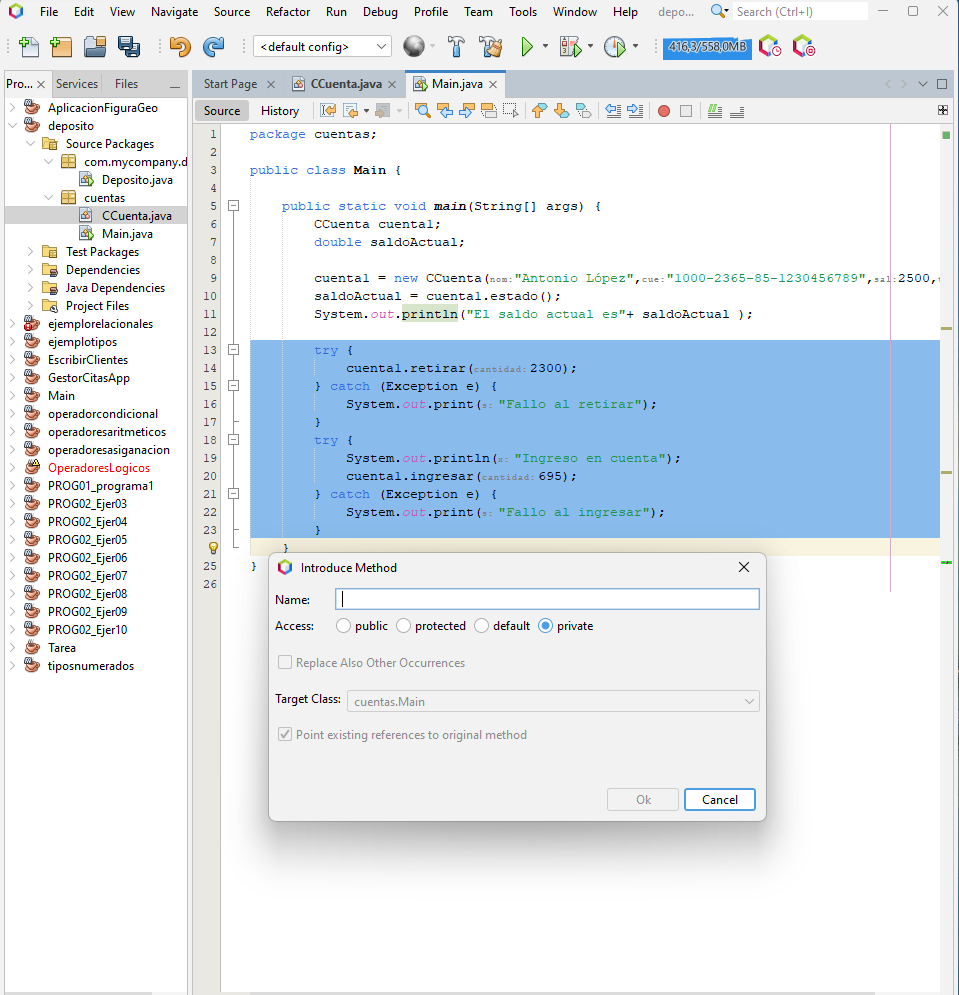 File Edit View Navigate Source Refactor Run Debug Profile Team Tools Window Help depo... Search (Ctrl+I)
<default config> 416,3/558,0MB
Pro... Services Files
Start Page CCuenta.java Main.java
Source History
AplicacionFiguraGeo
deposito
Source Packages
com.mycompany.d
Deposito.java
cuentas
CCuenta.java
Main.java
Test Packages
Dependencies
Java Dependencies
Project Files
ejemplorelacionales
ejemplotipos
EscribirClientes
GestorCitasApp
Main
operadorcondicional
operadoresaritmeticos
operadoresasiganacion
OperadoresLogicos
PROG01_programa1
PROG02_Ejer03
PROG02_Ejer04
PROG02_Ejer05
PROG02_Ejer06
PROG02_Ejer07
PROG02_Ejer08
PROG02_Ejer09
PROG02_Ejer10
Tarea
tiposnumerados
1 package cuentas;
2
3 public class Main {
4
5 public static void main(String[] args) {
6 CCuenta cuental;
7 double saldoActual;
8
9 cuental = new CCuenta(nom:"Antonio López",cue:"1000-2365-85-1230456789",sal:2500,
10 saldoActual = cuental.estado();
11 System.out.println("El saldo actual es"+ saldoActual );
12
13 try {
14 cuental.retirar(cantidad:2300);
15 } catch (Exception e) {
16 System.out.print(s:"Fallo al retirar");
17 }
18 try {
19 System.out.println(x:"Ingreso en cuenta");
20 cuental.ingresar(cantidad:695);
21 } catch (Exception e) {
22 System.out.print(s:"Fallo al ingresar");
23 }
}
25 }
26
Introduce Method
Name:
Access: public protected default private
Replace Also Other Occurrences
Target Class: cuentas.Main
Point existing references to original method
Ok Cancel